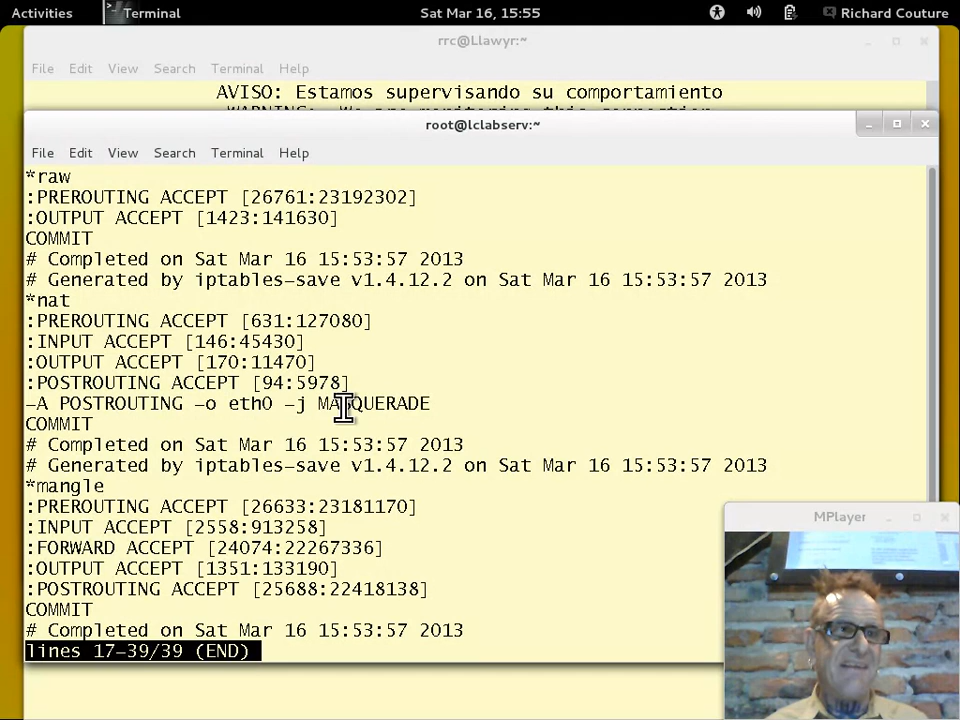 Activities
Terminal
Sat Mar 16, 15:55
Richard Couture
rrc@Llawyr:~
File Edit View Search Terminal Help
AVISO: Estamos supervisando su comportamiento
root@lclabserv:~
File Edit View Search Terminal Help
*raw
:PREROUTING ACCEPT [26761:23192302]
:OUTPUT ACCEPT [1423:141630]
COMMIT
# Completed on Sat Mar 16 15:53:57 2013
# Generated by iptables-save v1.4.12.2 on Sat Mar 16 15:53:57 2013
*nat
:PREROUTING ACCEPT [631:127080]
:INPUT ACCEPT [146:45430]
:OUTPUT ACCEPT [170:11470]
:POSTROUTING ACCEPT [94:5978]
-A POSTROUTING -o eth0 -j MASQUERADE
COMMIT
# Completed on Sat Mar 16 15:53:57 2013
# Generated by iptables-save v1.4.12.2 on Sat Mar 16 15:53:57 2013
*mangle
:PREROUTING ACCEPT [26633:23181170]
:INPUT ACCEPT [2558:913258]
:FORWARD ACCEPT [24074:22267336]
:OUTPUT ACCEPT [1351:133190]
:POSTROUTING ACCEPT [25688:22418138]
COMMIT
# Completed on Sat Mar 16 15:53:57 2013
lines 17-39/39 (END)
MPlayer